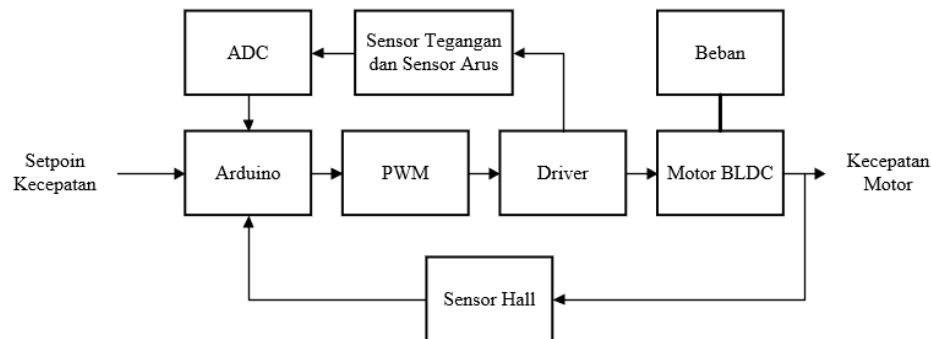 ADC
Sensor Tegangan
dan Sensor Arus
Beban
Setpoin
Kecepatan
Arduino
PWM
Driver
Motor BLDC
Kecepatan
Motor
Sensor Hall